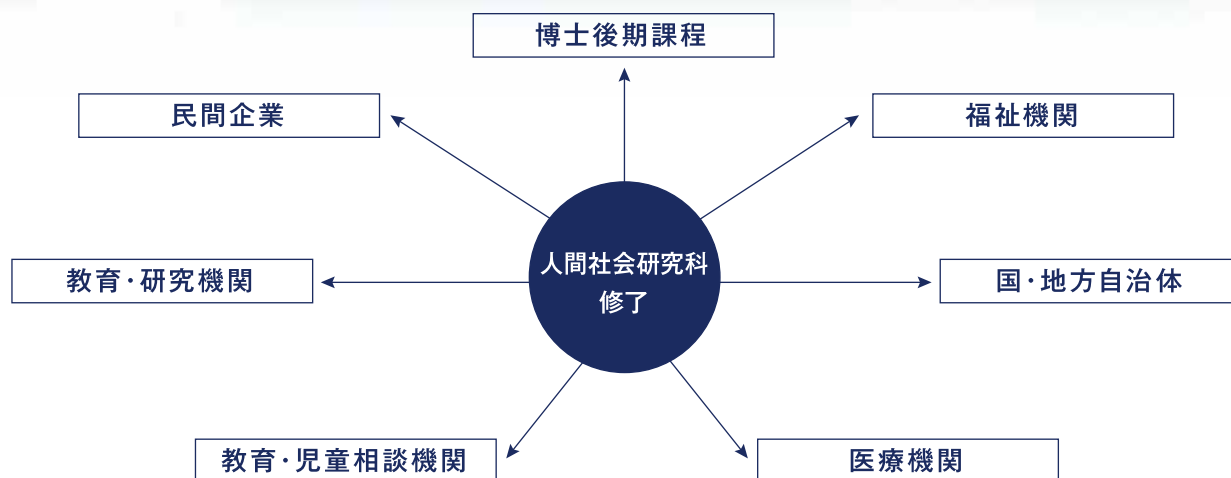 博士後期課程
民間企業
福祉機関
人間社会研究科
修了
教育・研究機関
国・地方自治体
教育・児童相談機関
医療機関